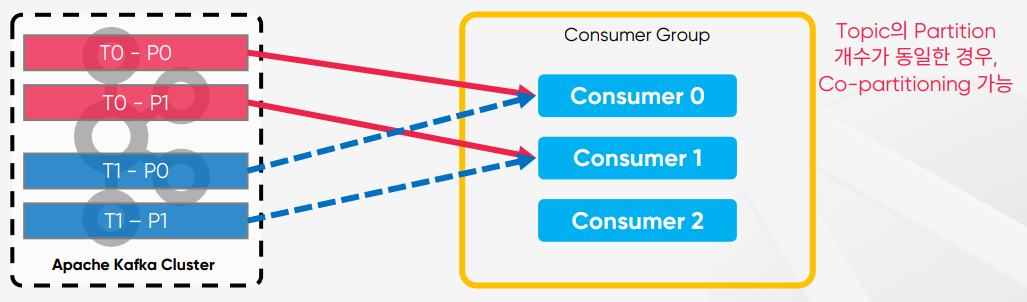 T0 - P0
T0 - P1
T1 - P0
T1 – P1
Apache Kafka Cluster
Consumer Group
Consumer 0
Consumer 1
Consumer 2
Topic의 Partition
개수가 동일한 경우,
Co-partitioning 가능